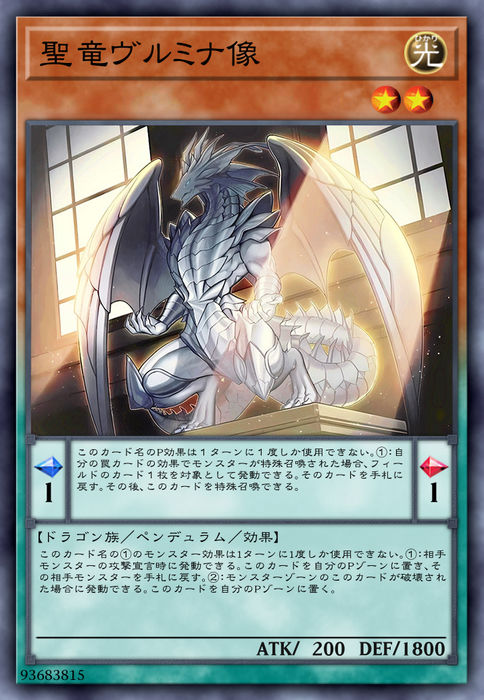 聖竜ヴルミナ像
ひかり
光
このカード名のP効果は１ターンに１度しか使用できない。①:自
分の罠カードの効果でモンスターが特殊召喚された場合、フィー
ルドのカード１枚を対象として発動できる。そのカードを手札に
戻す。その後、このカードを特殊召喚できる。
1
1
【ドラゴン族／ペンデュラム／効果】
このカード名の①のモンスター効果は1ターンに1度しか使用できない。①:相手
モンスターの攻撃宣言時に発動できる。このカードを自分のPゾーンに置き、そ
の相手モンスターを手札に戻す。②:モンスターゾーンのこのカードが破壊され
た場合に発動できる。このカードを自分のPゾーンに置く。
ATK/ 200 DEF/1800
93683815